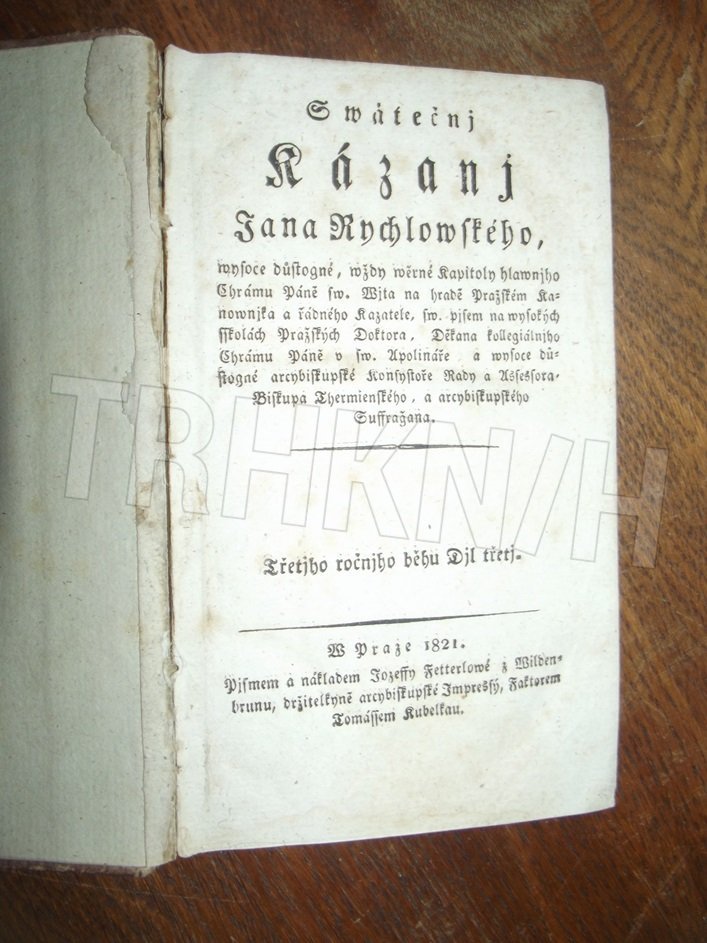 Swátečnj
Kázanj
Jana Rychlowského,
wysoce důstogné, wždy wěrné Kapitoly hlawnjho
Chrámu Páně sw. Wjta na hradě Pražském Ka-
nownjka a řádného Kazatele, sw. pjsem na wysokých
sskolách Pražských Doktora, Děkana kollegiálnjho
Chrámu Páně v sw. Apolináře a wysoce dů-
stogné arcybiskupské Konsystoře Rady a Assessora-
Biskupa Thermienského, a arcybiskupského
Suffragana.
Třetjho ročnjho běhu Djl třetj.
W Praze 1821.
Pjsmem a nákladem Jozeffy Fetterlowé z Wilden-
brunu, držitelkyně arcybiskupské Impressý, Faktorem
Tomássem Kubelkau.
TRHKNIH